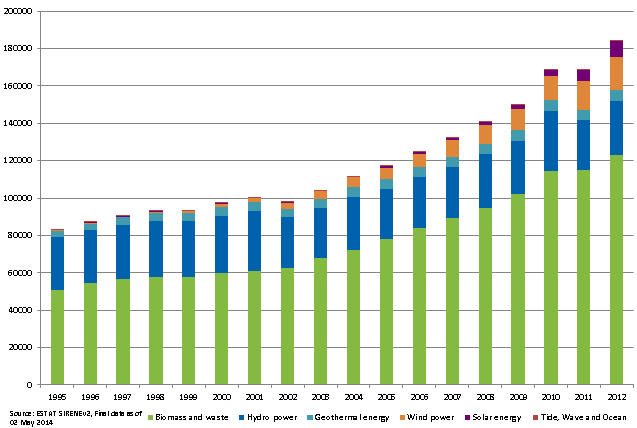 200000
180000
160000
140000
120000
100000
80000
60000
40000
20000
0
1995 1996 1997 1998 1999 2000 2001 2002 2003 2004 2005 2006 2007 2008 2009 2010 2011 2012
Source: ESTAT SIRENEv2, Final data as of
02 May 2014
Biomass and waste Hydro power Geothermal energy Wind power Solar energy Tide, Wave and Ocean